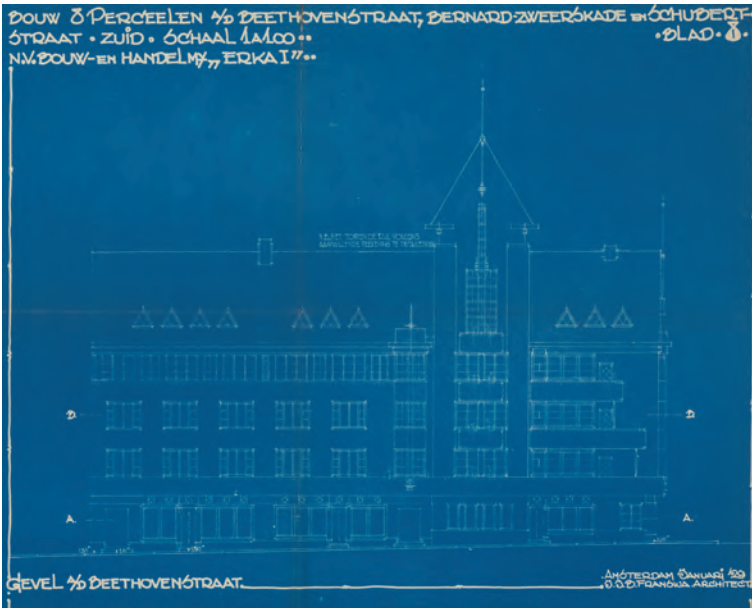 BOUW 8 PERCEELEN A/D BEETHOVENSTRAAT, BERNARD-ZWEERSKADE EN SCHUBERT-
STRAAT · ZUID · SCHAAL 1A100 ··
· BLAD · 8 ·
N.V. BOUW- EN HANDELMIJ „ ERKA I ” ··
D.
D.
A.
A.
GEVEL A/D BEETHOVENSTRAAT.
AMSTERDAM JANUARI '29
J.J.B. FRANSWA ARCHITECT